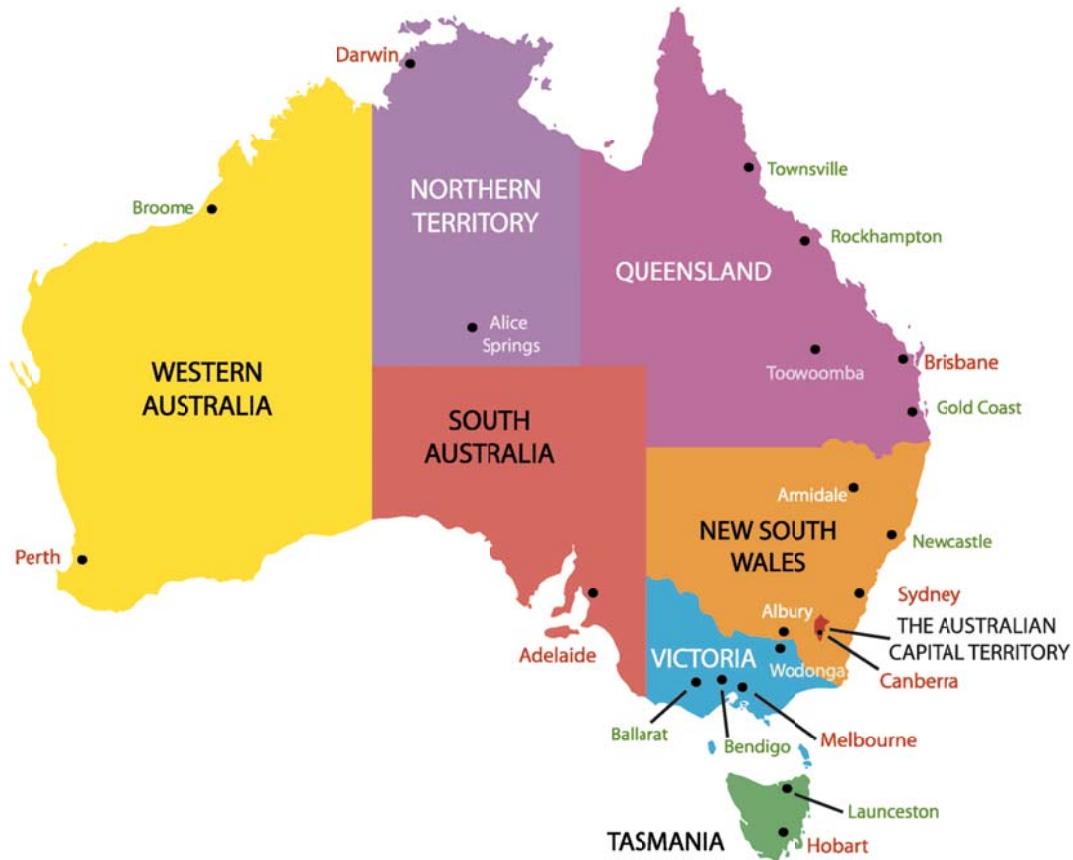 Darwin
Townsville
NORTHERN
TERRITORY
Broome
Rockhampton
QUEENSLAND
Alice
Springs
WESTERN
AUSTRALIA
Toowoomba
Brisbane
SOUTH
AUSTRALIA
Gold Coast
Armidale
NEW SOUTH
WALES
Newcastle
Perth
Sydney
Albury
THE AUSTRALIAN
CAPITAL TERRITORY
Adelaide
VICTORIA
Wodonga
Canberra
Ballarat
Bendigo
Melbourne
Launceston
TASMANIA
Hobart